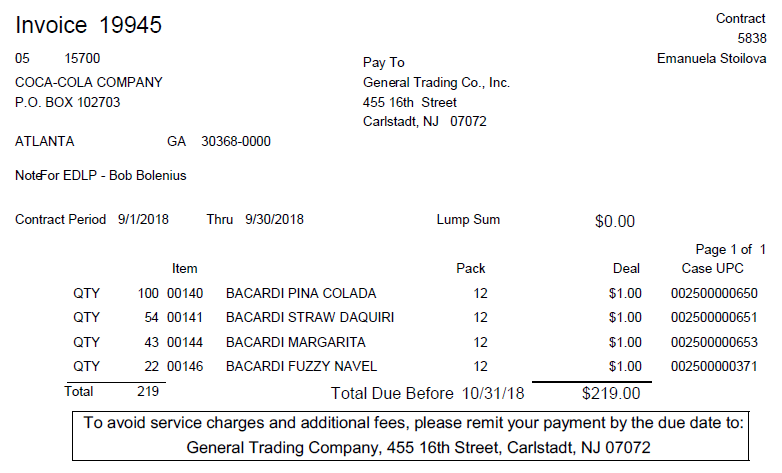 Invoice 19945
Contract
5838
Emanuela Stoilova
05 15700
COCA-COLA COMPANY
P.O. BOX 102703
ATLANTA GA 30368-0000
Pay To
General Trading Co., Inc.
455 16th Street
Carlstadt, NJ 07072
Note For EDLP - Bob Bolenius
Contract Period 9/1/2018 Thru 9/30/2018 Lump Sum $0.00
Page 1 of 1
Item Pack Deal Case UPC
QTY 100 00140 BACARDI PINA COLADA 12 $1.00 002500000650
QTY 54 00141 BACARDI STRAW DAQUIRI 12 $1.00 002500000651
QTY 43 00144 BACARDI MARGARITA 12 $1.00 002500000653
QTY 22 00146 BACARDI FUZZY NAVEL 12 $1.00 002500000371
Total 219 Total Due Before 10/31/18 $219.00
To avoid service charges and additional fees, please remit your payment by the due date to:
General Trading Company, 455 16th Street, Carlstadt, NJ 07072